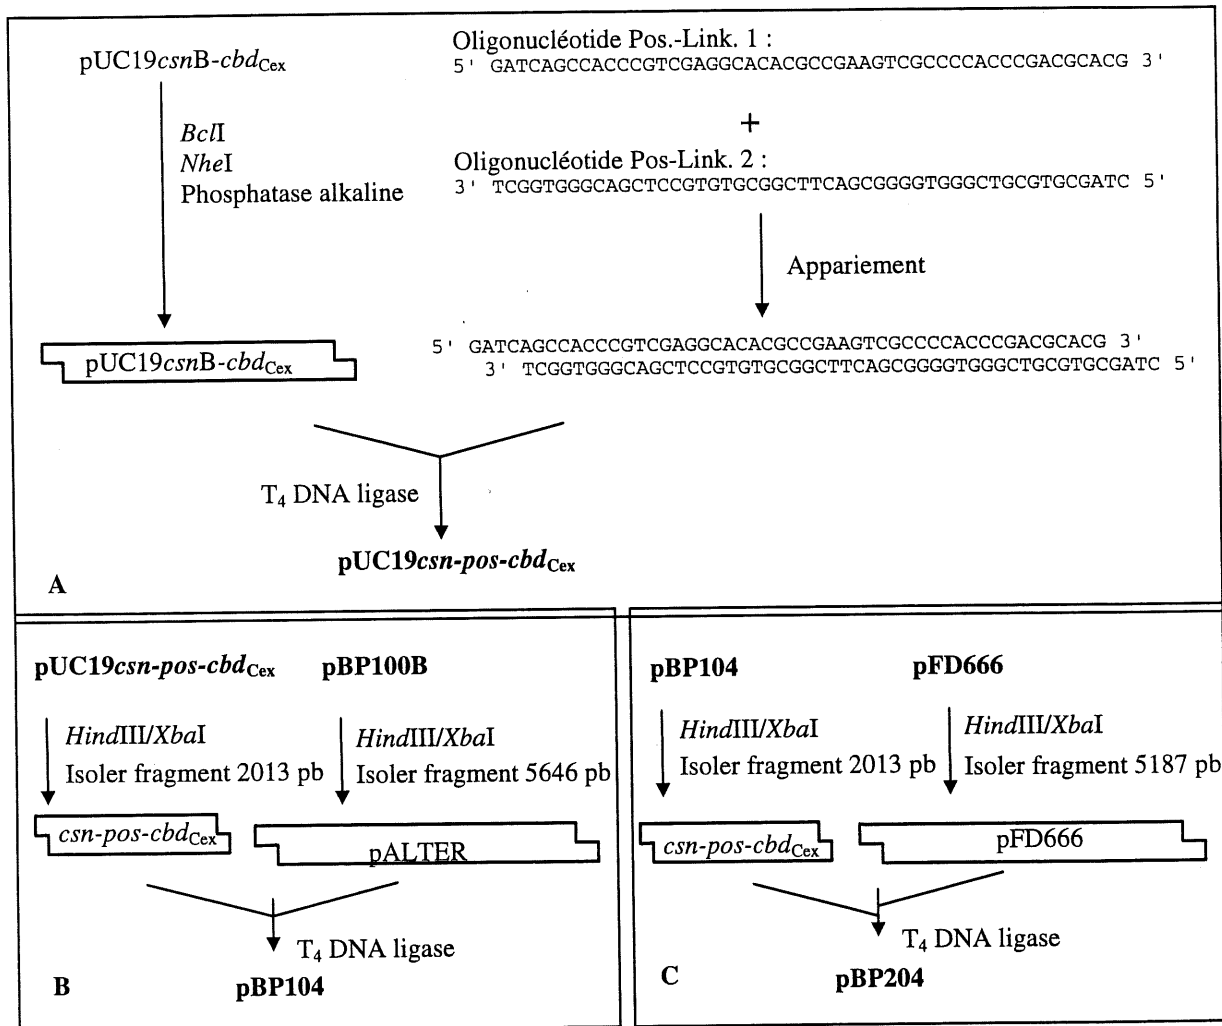 pUC19csnB-cbdCex
BclI
NheI
Phosphatase alkaline
pUC19csnB-cbdCex
Oligonucléotide Pos.-Link. 1 :
5' GATCAGCCACCCGTCGAGGCACACGCCGAAGTCGCCCCACCCGACGCACG 3'
+
Oligonucléotide Pos-Link. 2 :
3' TCGGTGGGCAGCTCCGTGTGCGGCTTCAGCGGGGTGGGCTGCGTGCGATC 5'
Appariement
5' GATCAGCCACCCGTCGAGGCACACGCCGAAGTCGCCCCACCCGACGCACG 3'
3' TCGGTGGGCAGCTCCGTGTGCGGCTTCAGCGGGGTGGGCTGCGTGCGATC 5'
T4 DNA ligase
pUC19csn-pos-cbdCex
A
pUC19csn-pos-cbdCex
pBP100B
HindIII/XbaI
Isoler fragment 2013 pb
HindIII/XbaI
Isoler fragment 5646 pb
csn-pos-cbdCex
pALTER
T4 DNA ligase
pBP104
B
pBP104
pFD666
HindIII/XbaI
Isoler fragment 2013 pb
HindIII/XbaI
Isoler fragment 5187 pb
csn-pos-cbdCex
pFD666
T4 DNA ligase
pBP204
C